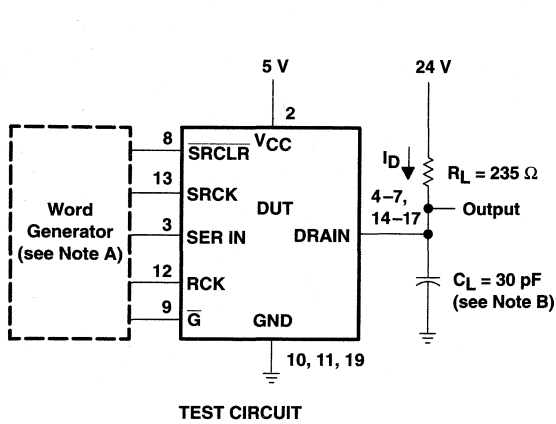 5 V
24 V
2
8
SRCLR
VCC
ID
RL = 235 Ω
13
SRCK
4–7,
14–17
Output
Word
Generator
(see Note A)
DUT
3
SER IN
DRAIN
12
RCK
CL = 30 pF
(see Note B)
9
G
GND
10, 11, 19
TEST CIRCUIT